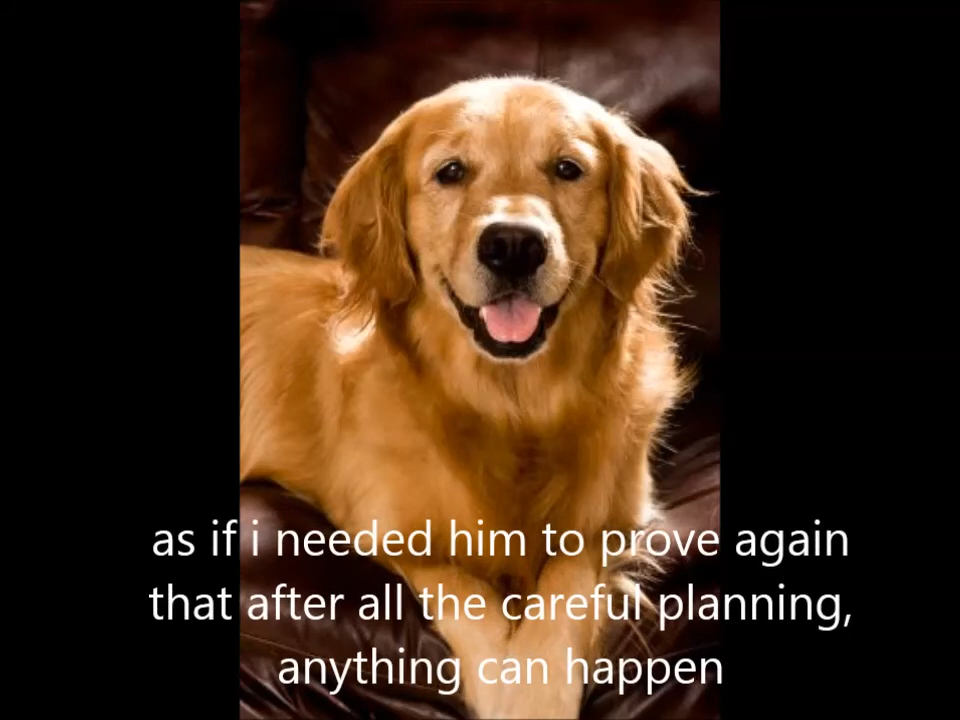 as if i needed him to prove again
that after all the careful planning,
anything can happen